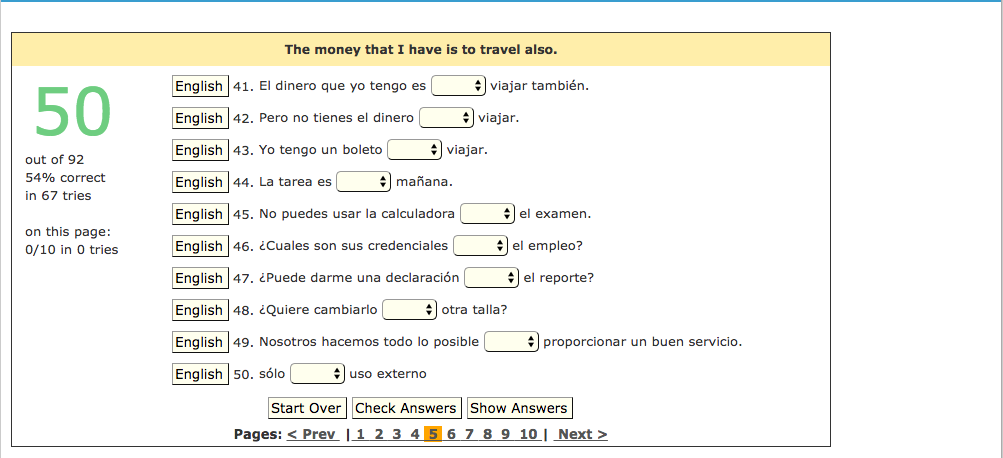 The money that I have is to travel also.
50
out of 92
54% correct
in 67 tries
on this page:
0/10 in 0 tries
English 41. El dinero que yo tengo es viajar también.
English 42. Pero no tienes el dinero viajar.
English 43. Yo tengo un boleto viajar.
English 44. La tarea es mañana.
English 45. No puedes usar la calculadora el examen.
English 46. ¿Cuales son sus credenciales el empleo?
English 47. ¿Puede darme una declaración el reporte?
English 48. ¿Quiere cambiarlo otra talla?
English 49. Nosotros hacemos todo lo posible proporcionar un buen servicio.
English 50. sólo uso externo
Start Over Check Answers Show Answers
Pages: < Prev | 1 2 3 4 5 6 7 8 9 10 | Next >